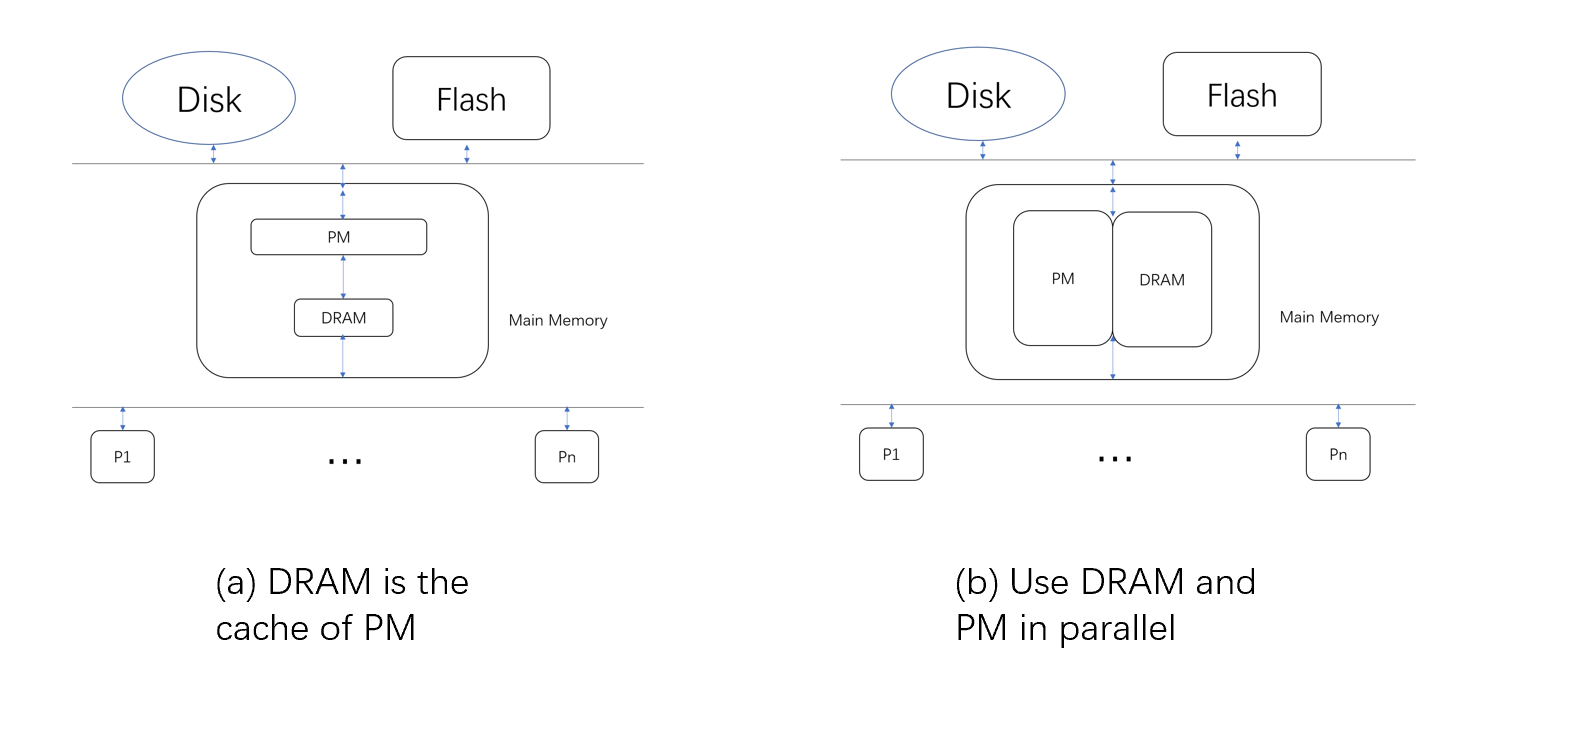 Disk
Flash
PM
DRAM
Main Memory
P1
...
Pn
(a) DRAM is the
cache of PM
Disk
Flash
PM
DRAM
Main Memory
P1
...
Pn
(b) Use DRAM and
PM in parallel